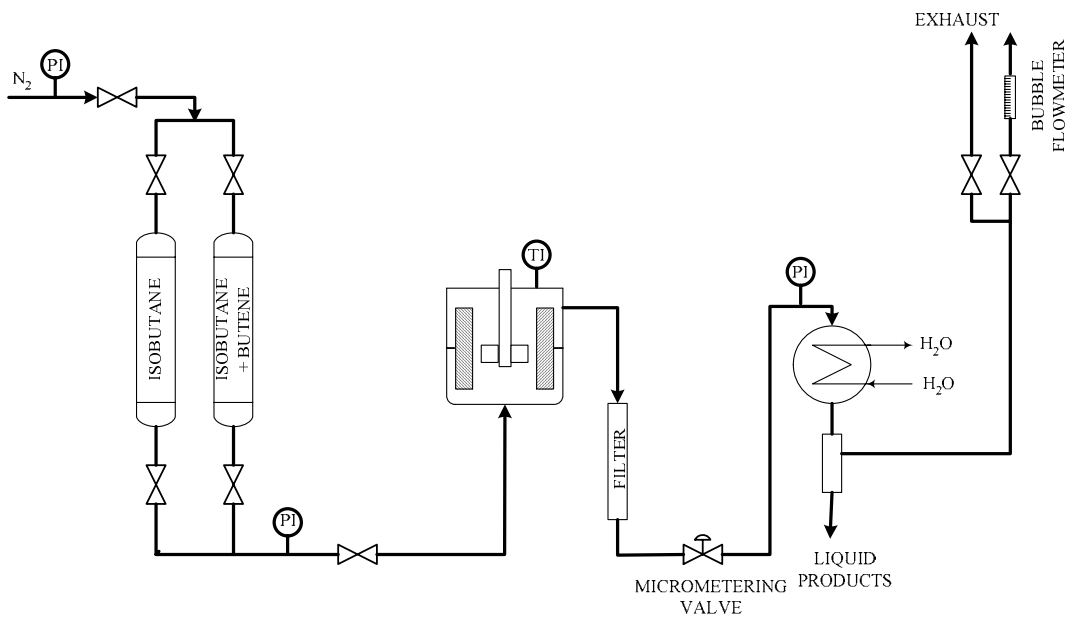 EXHAUST
BUBBLE
FLOWMETER
PI
N2
ISOBUTANE
ISOBUTANE
+ BUTENE
TI
PI
H2O
H2O
FILTER
PI
LIQUID
PRODUCTS
MICROMETERING
VALVE